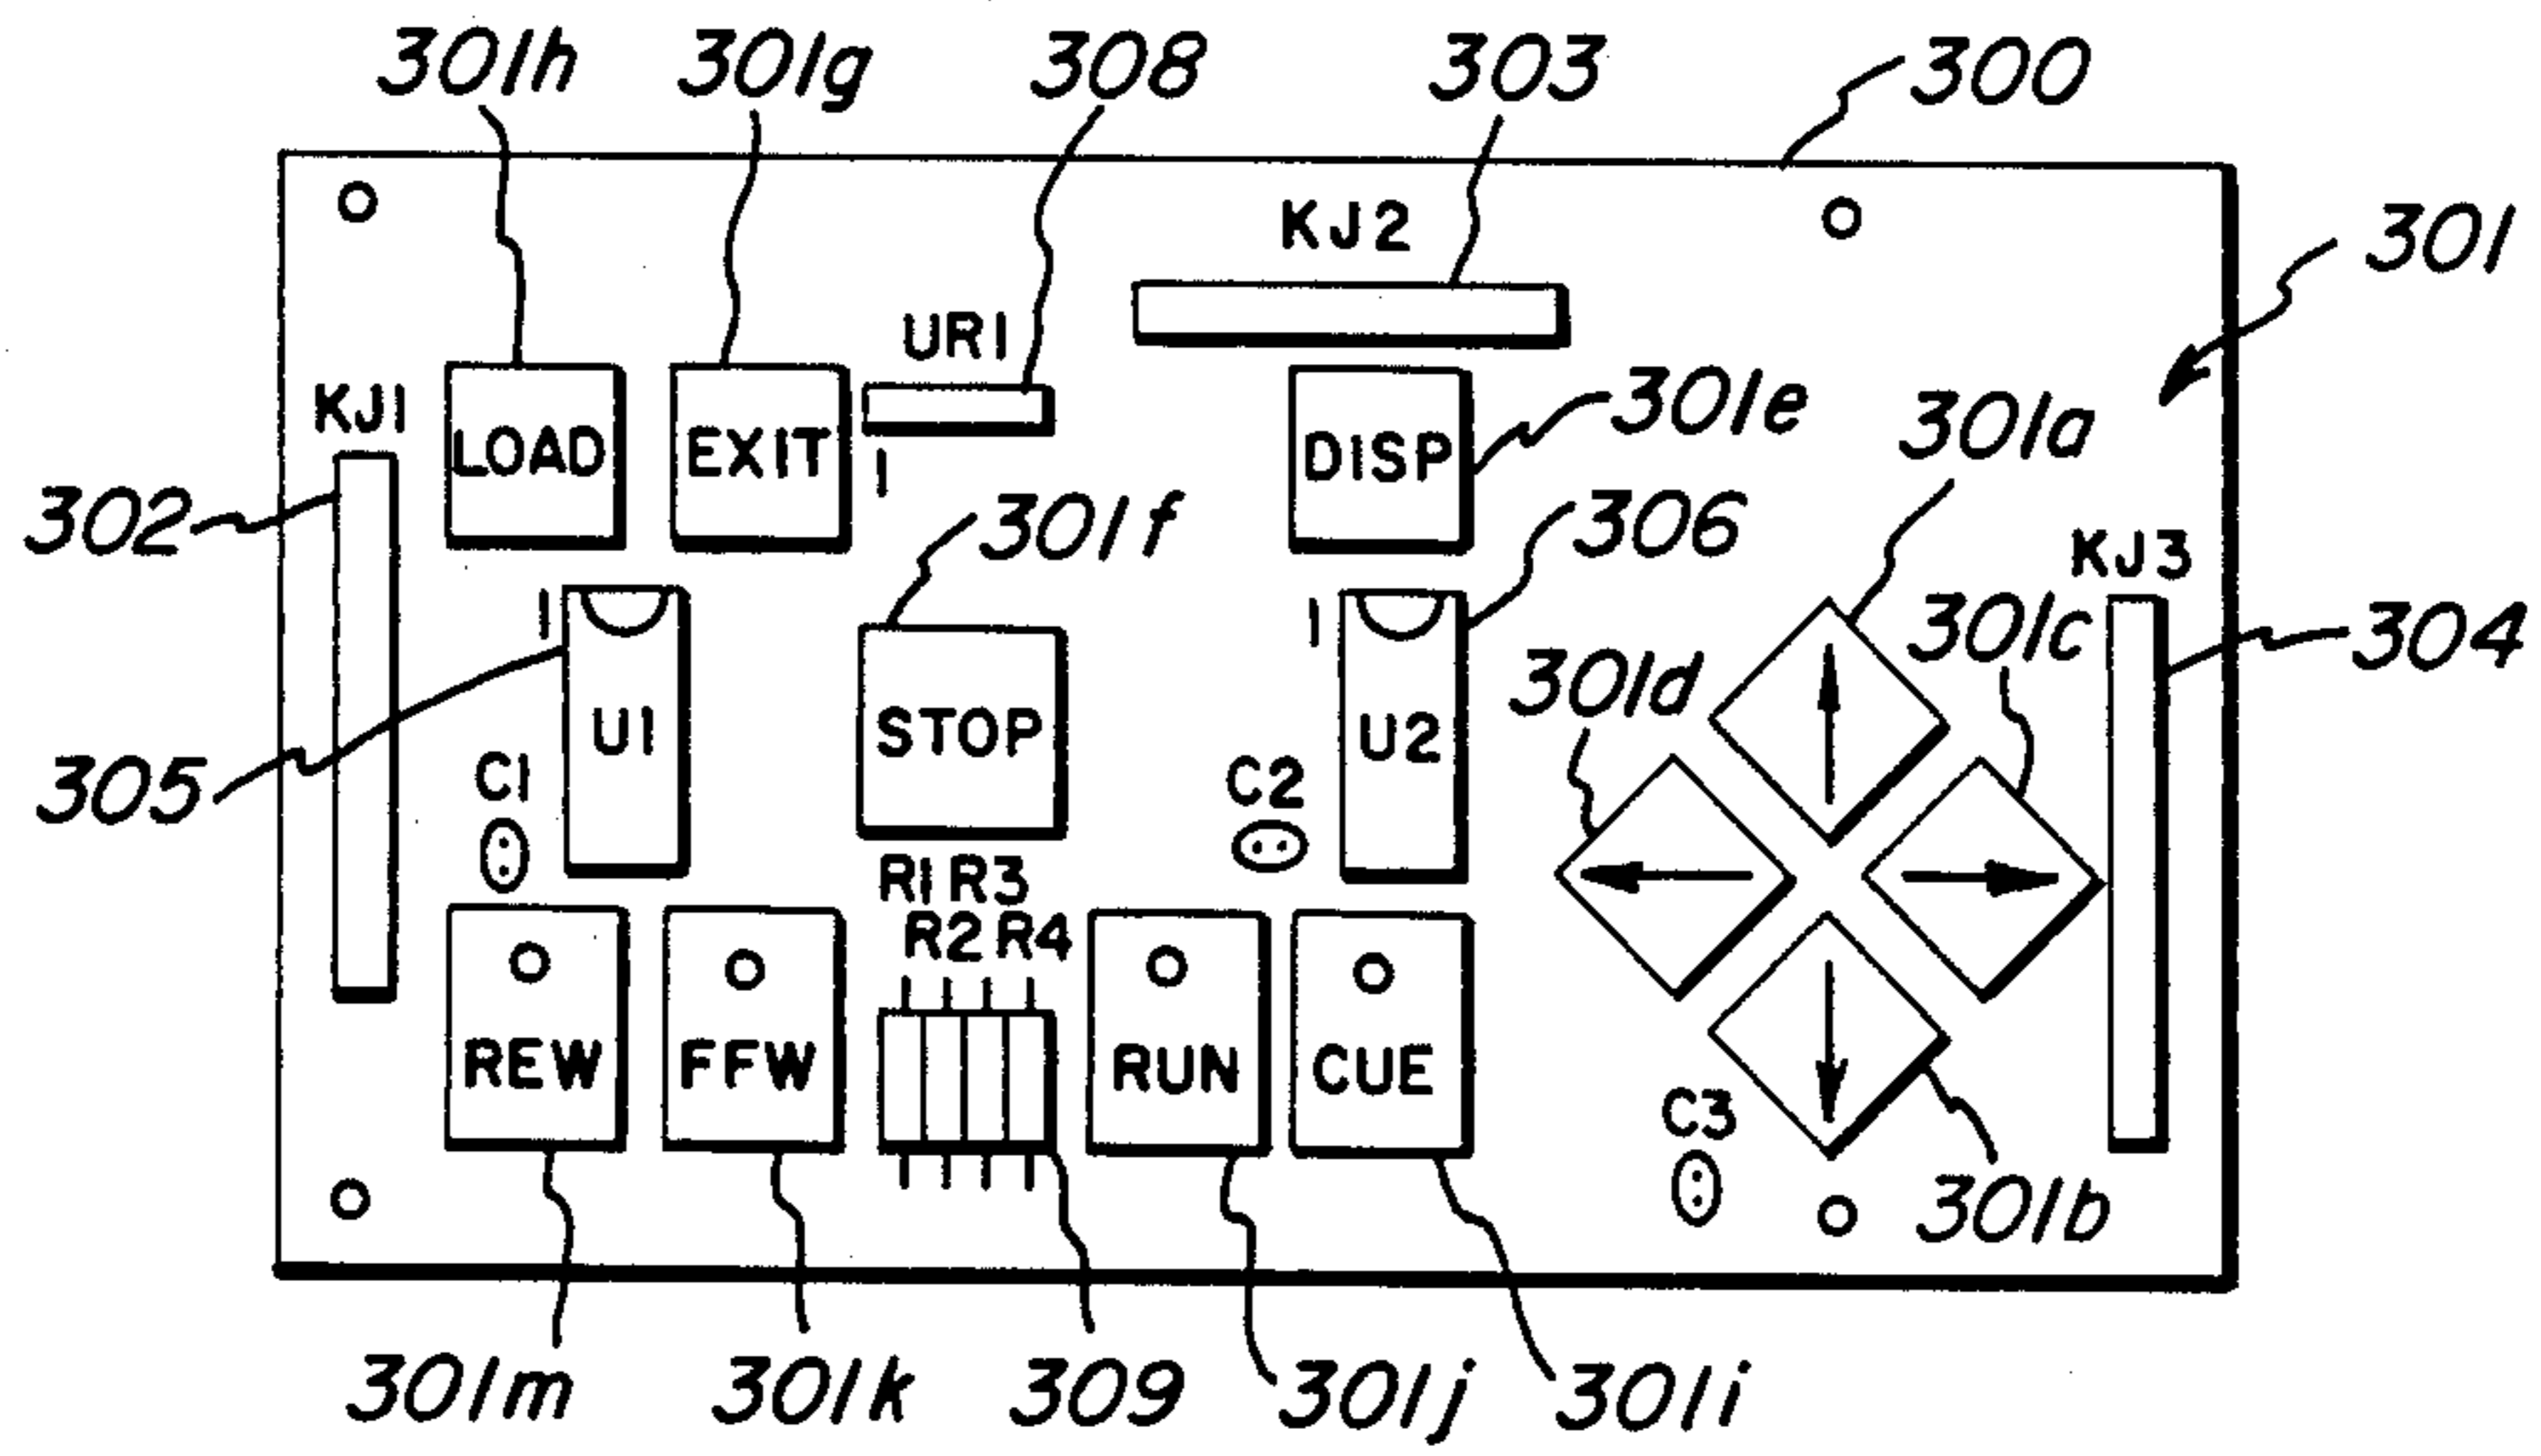 301h 301g 308 303 300
KJ2
301
UR1
KJ1
LOAD
EXIT
1
DISP
301e
301a
302
301f
306
KJ3
1
1
301c
304
301d
305
U1
STOP
U2
C1
C2
R1 R3
R2 R4
REW
FFW
RUN
CUE
C3
301b
301m 301k 309 301j 301i